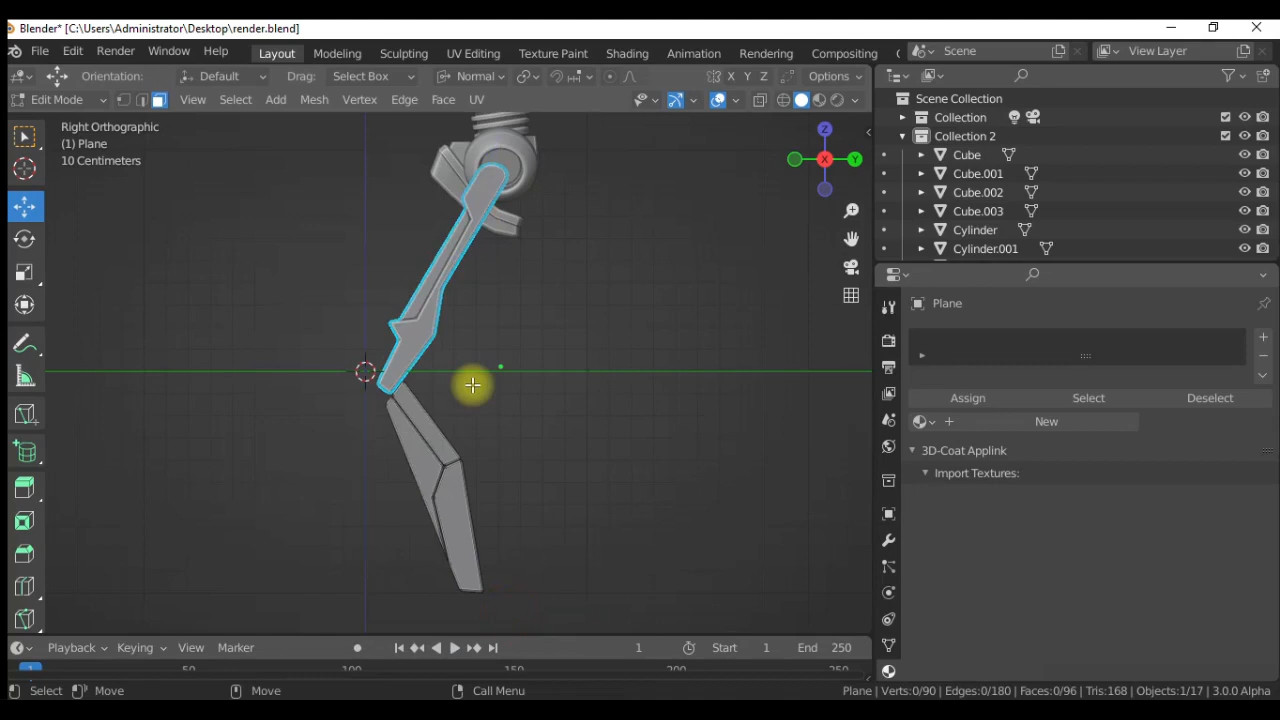 Blender* [C:\Users\Administrator\Desktop\render.blend]
File Edit Render Window Help Layout Modeling Sculpting UV Editing Texture Paint Shading Animation Rendering Compositing Scene View Layer
Orientation: Default Drag: Select Box Normal X Y Z Options
Edit Mode View Select Add Mesh Vertex Edge Face UV
Right Orthographic
(1) Plane
10 Centimeters
Z
X
Y
Scene Collection
Collection
Collection 2
Cube
Cube.001
Cube.002
Cube.003
Cylinder
Cylinder.001
Plane
Assign Select Deselect
New
3D-Coat Applink
Import Textures:
Playback Keying View Marker 1 Start 1 End 250
1 50 100 150 200 250
Select Move Move Call Menu Plane | Verts:0/90 | Edges:0/180 | Faces:0/96 | Tris:168 | Objects:1/17 | 3.0.0 Alpha